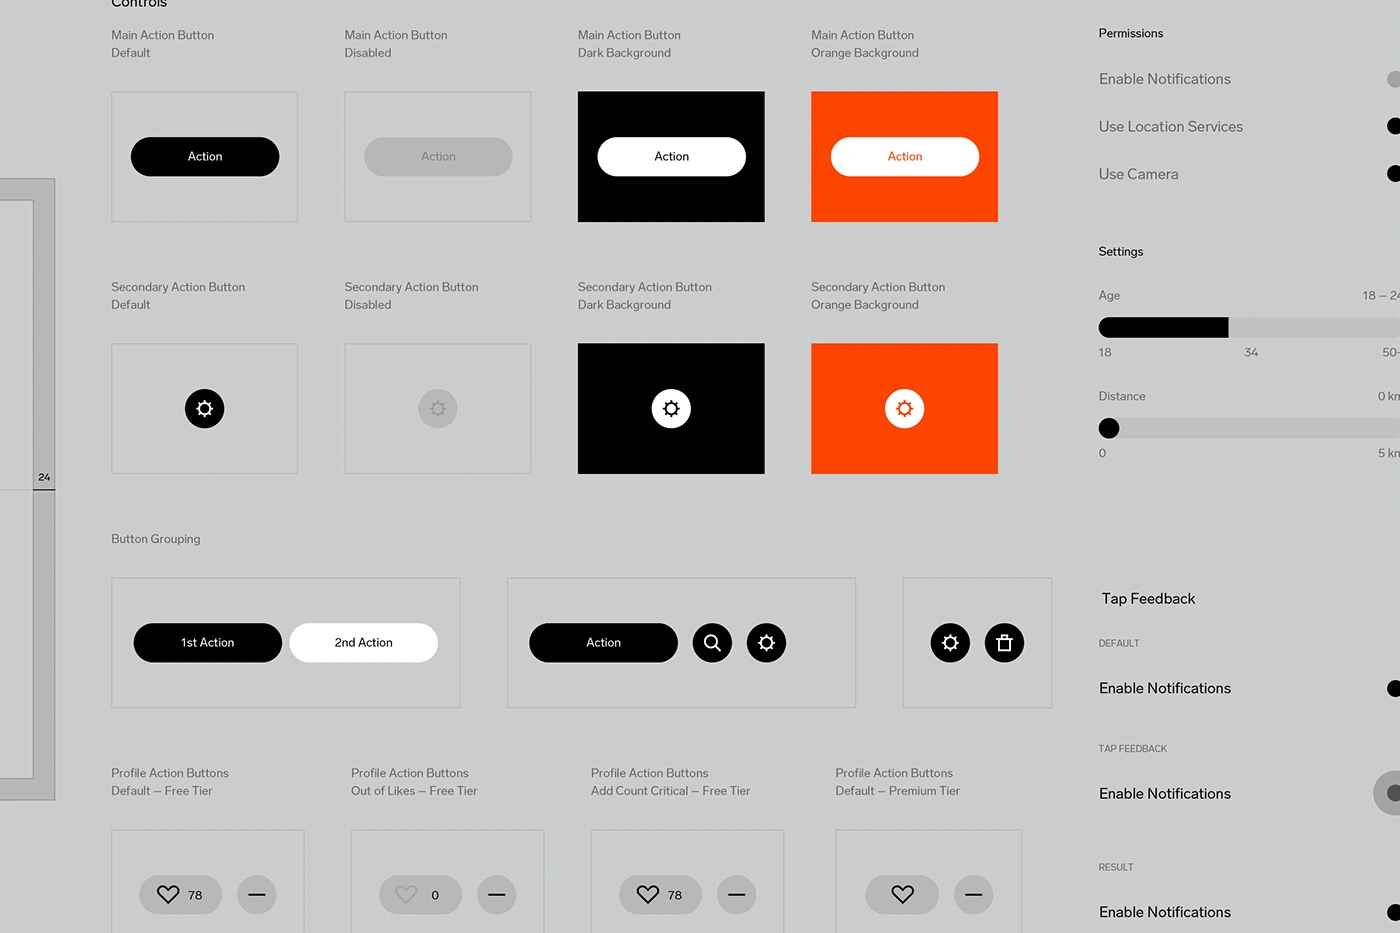 Controls
Main Action Button
Default
Main Action Button
Disabled
Main Action Button
Dark Background
Main Action Button
Orange Background
Action
Action
Action
Action
Secondary Action Button
Default
Secondary Action Button
Disabled
Secondary Action Button
Dark Background
Secondary Action Button
Orange Background
24
Button Grouping
1st Action
2nd Action
Action
Profile Action Buttons
Default – Free Tier
Profile Action Buttons
Out of Likes – Free Tier
Profile Action Buttons
Add Count Critical – Free Tier
Profile Action Buttons
Default – Premium Tier
78
0
78
Permissions
Enable Notifications
Use Location Services
Use Camera
Settings
Age
18 – 24
18
34
50
Distance
0 km
0
5 km
Tap Feedback
DEFAULT
Enable Notifications
TAP FEEDBACK
Enable Notifications
RESULT
Enable Notifications